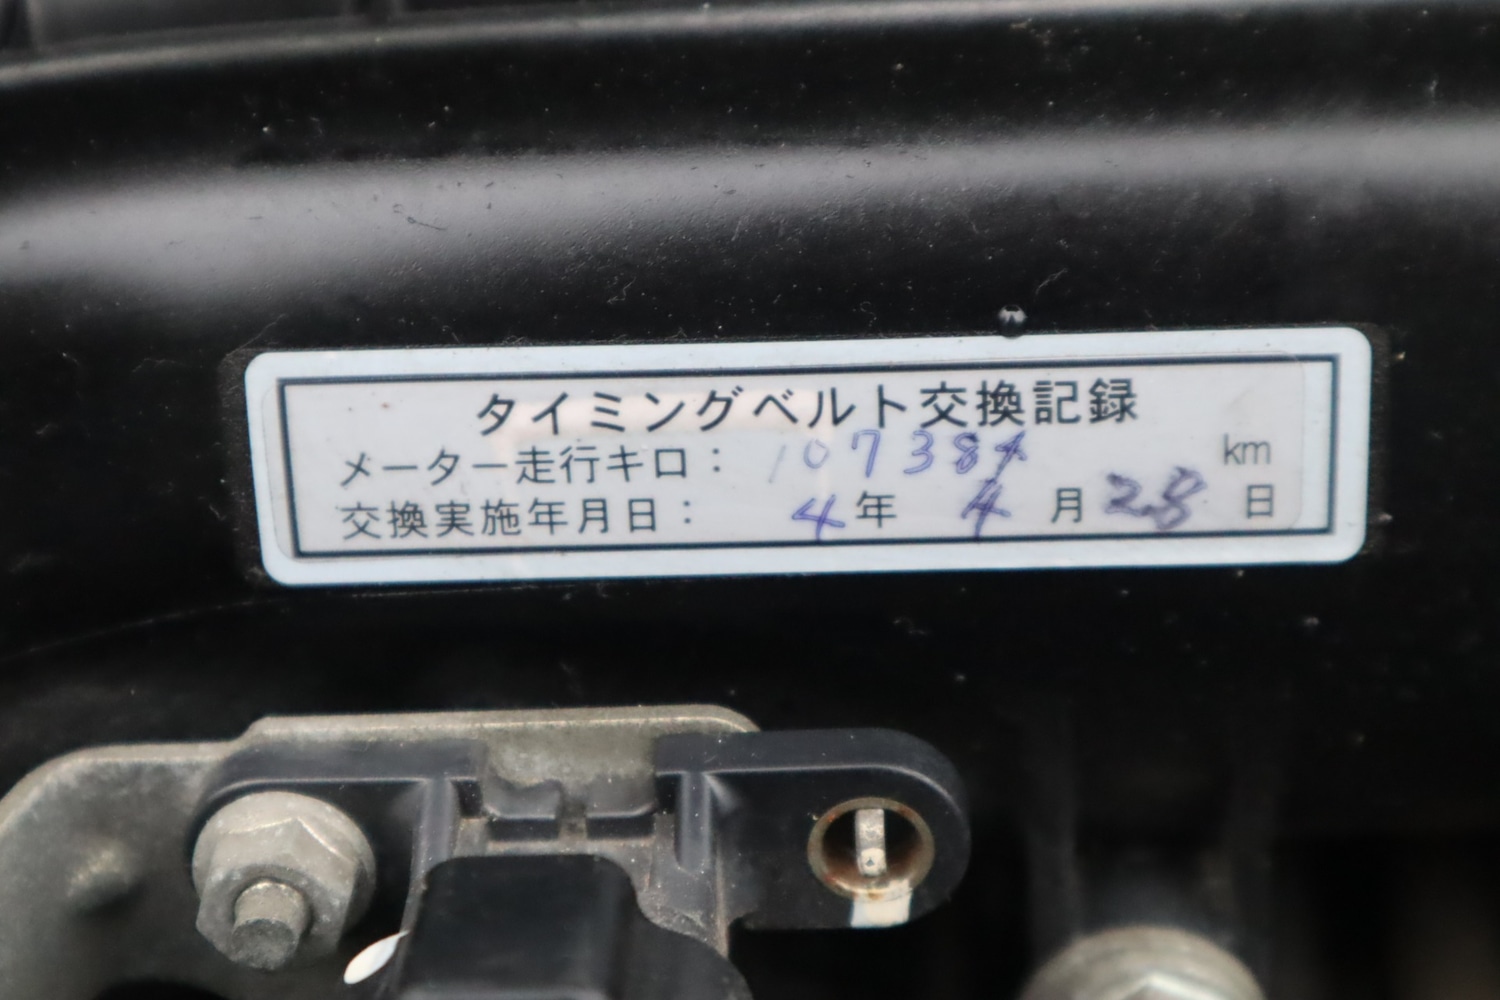 タイミングベルト交換記録
メーター走行キロ： 107384 km
交換実施年月日： 4年 4月 28日